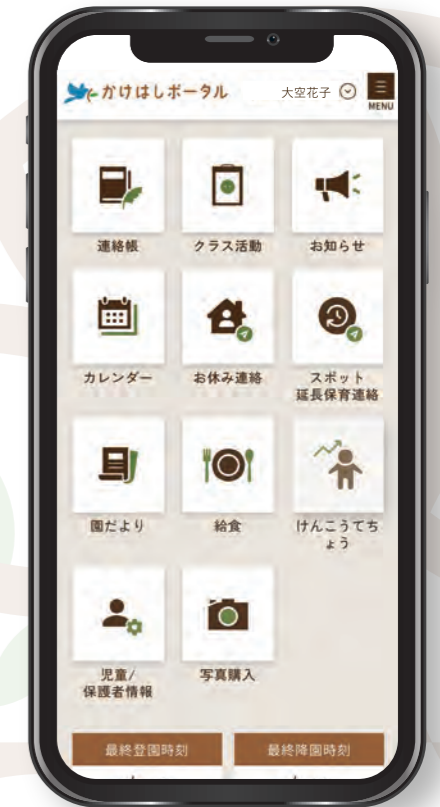 かけはしポータル
大空花子
MENU
連絡帳
クラス活動
お知らせ
カレンダー
お休み連絡
スポット
延長保育連絡
園だより
給食
けんこうてち
ょう
児童/
保護者情報
写真購入
最終登園時刻
最終降園時刻